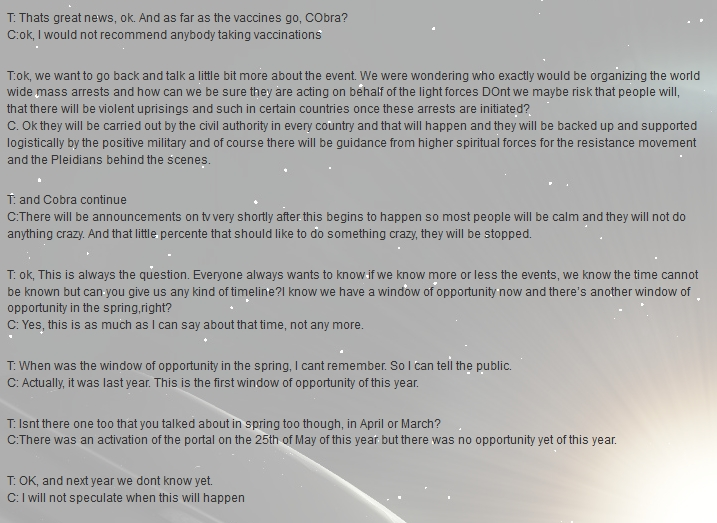 T: Thats great news, ok. And as far as the vaccines go, CObra?
C:ok, I would not recommend anybody taking vaccinations
T:ok, we want to go back and talk a little bit more about the event. We were wondering who exactly would be organizing the world
wide mass arrests and how can we be sure they are acting on behalf of the light forces DOnt we maybe risk that people will,
that there will be violent uprisings and such in certain countries once these arrests are initiated?
C. Ok they will be carried out by the civil authority in every country and that will happen and they will be backed up and supported
logistically by the positive military and of course there will be guidance from higher spiritual forces for the resistance movement
and the Pleidians behind the scenes.
T: and Cobra continue
C:There will be announcements on tv very shortly after this begins to happen so most people will be calm and they will not do
anything crazy. And that little percente that should like to do something crazy, they will be stopped.
T: ok, This is always the question. Everyone always wants to know if we know more or less the events, we know the time cannot
be known but can you give us any kind of timeline?I know we have a window of opportunity now and there's another window of
opportunity in the spring,right?
C: Yes, this is as much as I can say about that time, not any more.
T: When was the window of opportunity in the spring, I cant remember. So I can tell the public.
C: Actually, it was last year. This is the first window of opportunity of this year.
T: Isnt there one too that you talked about in spring too though, in April or March?
C:There was an activation of the portal on the 25th of May of this year but there was no opportunity yet of this year.
T: OK, and next year we dont know yet.
C: I will not speculate when this will happen